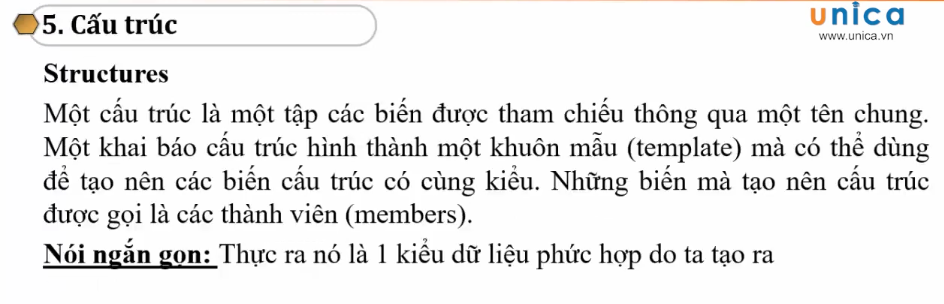 5. Cấu trúc
unica
www.unica.vn
Structures
Một cấu trúc là một tập các biến được tham chiếu thông qua một tên chung.
Một khai báo cấu trúc hình thành một khuôn mẫu (template) mà có thể dùng
để tạo nên các biến cấu trúc có cùng kiểu. Những biến mà tạo nên cấu trúc
được gọi là các thành viên (members).
Nói ngắn gọn: Thực ra nó là 1 kiểu dữ liệu phức hợp do ta tạo ra